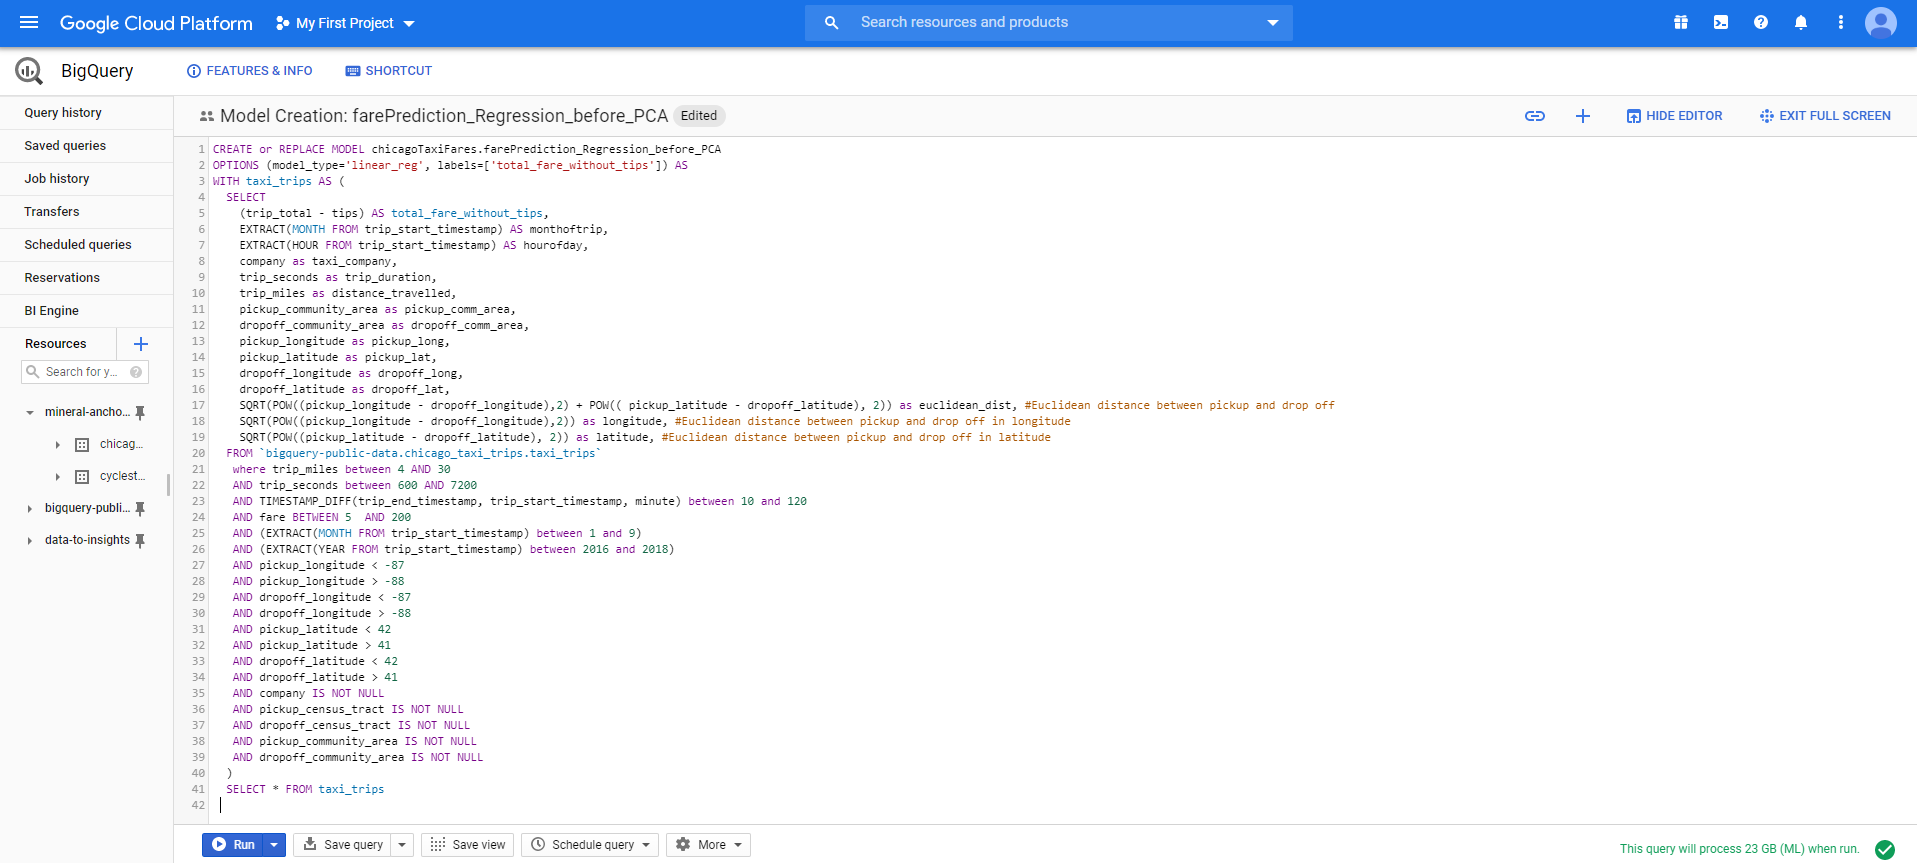 Google Cloud Platform My First Project Search resources and products
BigQuery FEATURES & INFO SHORTCUT
Query history
Saved queries
Job history
Transfers
Scheduled queries
Reservations
BI Engine
Resources
Search for y...
mineral-ancho...
chicag...
cyclest...
bigquery-publi...
data-to-insights
Model Creation: farePrediction_Regression_before_PCA Edited HIDE EDITOR EXIT FULL SCREEN
1 CREATE or REPLACE MODEL chicagoTaxiFares.farePrediction_Regression_before_PCA
2 OPTIONS (model_type='linear_reg', labels=['total_fare_without_tips']) AS
3 WITH taxi_trips AS (
4 SELECT
5 (trip_total - tips) AS total_fare_without_tips,
6 EXTRACT(MONTH FROM trip_start_timestamp) AS monthoftrip,
7 EXTRACT(HOUR FROM trip_start_timestamp) AS hourofday,
8 company as taxi_company,
9 trip_seconds as trip_duration,
10 trip_miles as distance_travelled,
11 pickup_community_area as pickup_comm_area,
12 dropoff_community_area as dropoff_comm_area,
13 pickup_longitude as pickup_long,
14 pickup_latitude as pickup_lat,
15 dropoff_longitude as dropoff_long,
16 dropoff_latitude as dropoff_lat,
17 SQRT(POW((pickup_longitude - dropoff_longitude),2) + POW(( pickup_latitude - dropoff_latitude), 2)) as euclidean_dist, #Euclidean distance between pickup and drop off
18 SQRT(POW((pickup_longitude - dropoff_longitude),2)) as longitude, #Euclidean distance between pickup and drop off in longitude
19 SQRT(POW((pickup_latitude - dropoff_latitude), 2)) as latitude, #Euclidean distance between pickup and drop off in latitude
20 FROM `bigquery-public-data.chicago_taxi_trips.taxi_trips`
21 where trip_miles between 4 AND 30
22 AND trip_seconds between 600 AND 7200
23 AND TIMESTAMP_DIFF(trip_end_timestamp, trip_start_timestamp, minute) between 10 and 120
24 AND fare BETWEEN 5  AND 200
25 AND (EXTRACT(MONTH FROM trip_start_timestamp) between 1 and 9)
26 AND (EXTRACT(YEAR FROM trip_start_timestamp) between 2016 and 2018)
27 AND pickup_longitude < -87
28 AND pickup_longitude > -88
29 AND dropoff_longitude < -87
30 AND dropoff_longitude > -88
31 AND pickup_latitude < 42
32 AND pickup_latitude > 41
33 AND dropoff_latitude < 42
34 AND dropoff_latitude > 41
35 AND company IS NOT NULL
36 AND pickup_census_tract IS NOT NULL
37 AND dropoff_census_tract IS NOT NULL
38 AND pickup_community_area IS NOT NULL
39 AND dropoff_community_area IS NOT NULL
40 )
41 SELECT * FROM taxi_trips
42
Run Save query Save view Schedule query More This query will process 23 GB (ML) when run.